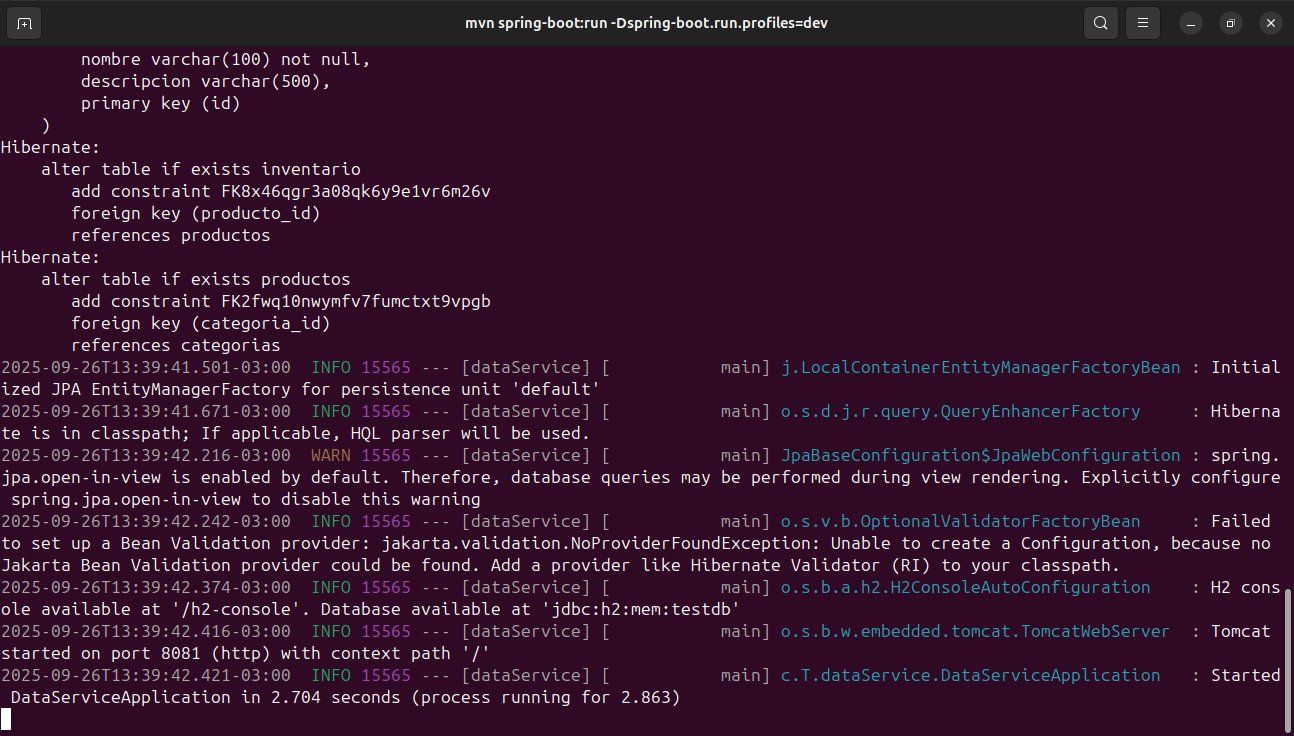 mvn spring-boot:run -Dspring-boot.run.profiles=dev
        nombre varchar(100) not null,
        descripcion varchar(500),
        primary key (id)
    )
Hibernate:
    alter table if exists inventario
       add constraint FK8x46qgr3a08qk6y9e1vr6m26v
       foreign key (producto_id)
       references productos
Hibernate:
    alter table if exists productos
       add constraint FK2fwq10nwymfv7fumctxt9vpgb
       foreign key (categoria_id)
       references categorias
2025-09-26T13:39:41.501-03:00  INFO 15565 --- [dataService] [           main] j.LocalContainerEntityManagerFactoryBean : Initial
ized JPA EntityManagerFactory for persistence unit 'default'
2025-09-26T13:39:41.671-03:00  INFO 15565 --- [dataService] [           main] o.s.d.j.r.query.QueryEnhancerFactory     : Hiberna
te is in classpath; If applicable, HQL parser will be used.
2025-09-26T13:39:42.216-03:00  WARN 15565 --- [dataService] [           main] JpaBaseConfiguration$JpaWebConfiguration : spring.
jpa.open-in-view is enabled by default. Therefore, database queries may be performed during view rendering. Explicitly configure
 spring.jpa.open-in-view to disable this warning
2025-09-26T13:39:42.242-03:00  INFO 15565 --- [dataService] [           main] o.s.v.b.OptionalValidatorFactoryBean     : Failed
to set up a Bean Validation provider: jakarta.validation.NoProviderFoundException: Unable to create a Configuration, because no
Jakarta Bean Validation provider could be found. Add a provider like Hibernate Validator (RI) to your classpath.
2025-09-26T13:39:42.374-03:00  INFO 15565 --- [dataService] [           main] o.s.b.a.h2.H2ConsoleAutoConfiguration    : H2 cons
ole available at '/h2-console'. Database available at 'jdbc:h2:mem:testdb'
2025-09-26T13:39:42.416-03:00  INFO 15565 --- [dataService] [           main] o.s.b.w.embedded.tomcat.TomcatWebServer  : Tomcat
started on port 8081 (http) with context path '/'
2025-09-26T13:39:42.421-03:00  INFO 15565 --- [dataService] [           main] c.T.dataService.DataServiceApplication   : Started
 DataServiceApplication in 2.704 seconds (process running for 2.863)